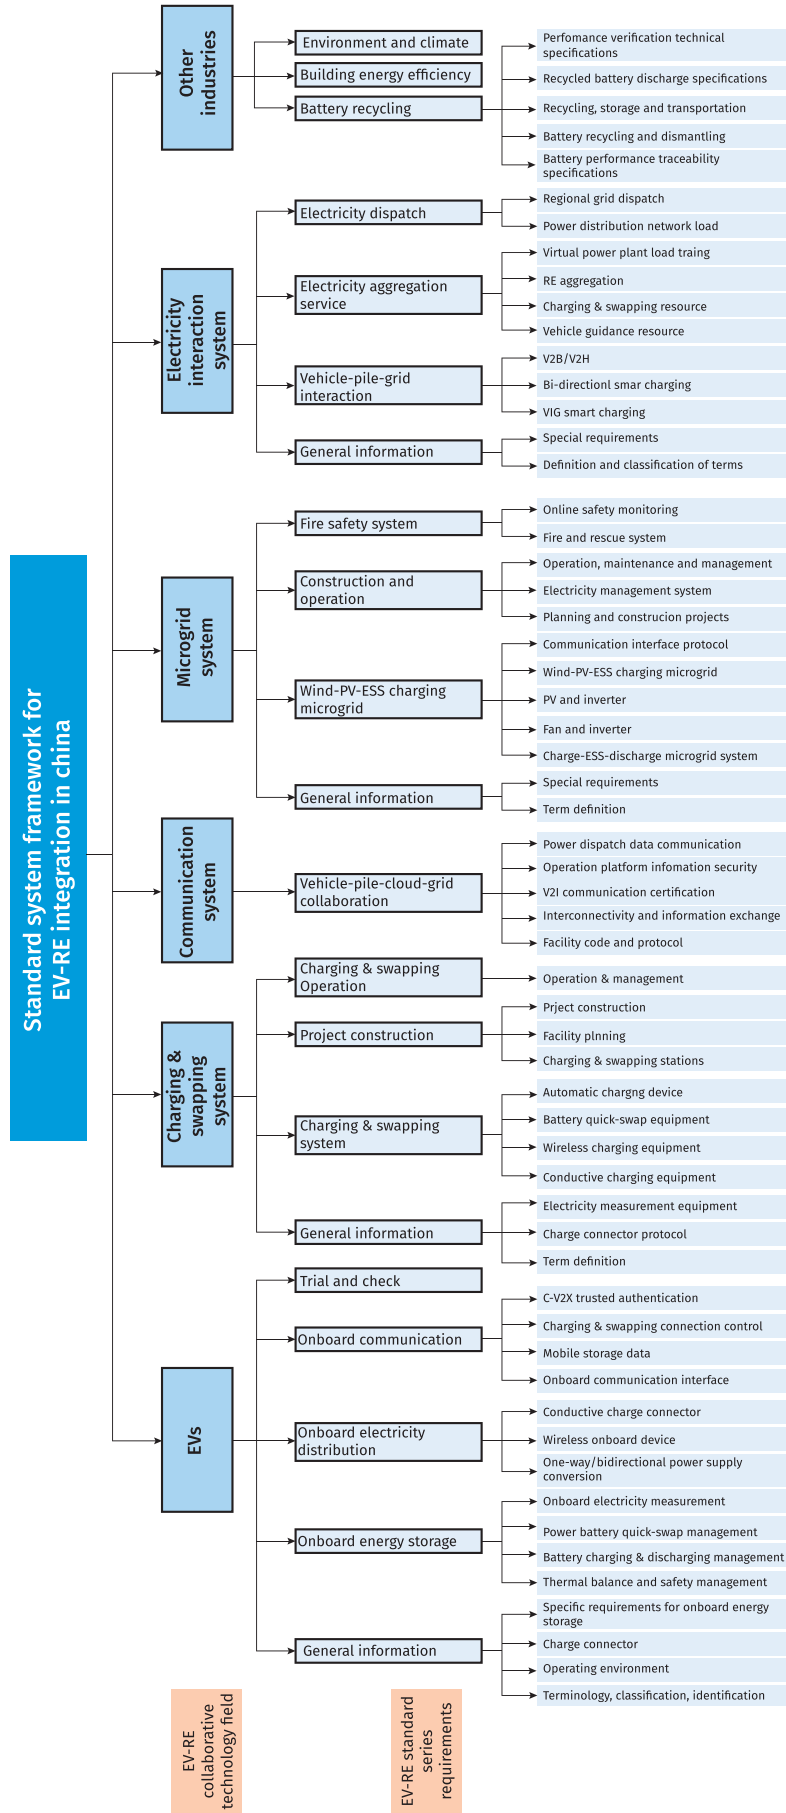 Standard system framework for
EV-RE integration in china
Other
industries
Environment and climate
Building energy efficiency
Battery recycling
Perfomance verification technical
specifications
Recycled battery discharge specifications
Recycling, storage and transportation
Battery recycling and dismantling
Battery performance traceability
specifications
Electricity
interaction
system
Electricity dispatch
Regional grid dispatch
Power distribution network load
Electricity aggregation
service
Virtual power plant load traing
RE aggregation
Charging & swapping resource
Vehicle guidance resource
Vehicle-pile-grid
interaction
V2B/V2H
Bi-directionl smar charging
VIG smart charging
General information
Special requirements
Definition and classification of terms
Microgrid
system
Fire safety system
Online safety monitoring
Fire and rescue system
Construction and
operation
Operation, maintenance and management
Electricity management system
Planning and construcion projects
Wind-PV-ESS charging
microgrid
Communication interface protocol
Wind-PV-ESS charging microgrid
PV and inverter
Fan and inverter
Charge-ESS-discharge microgrid system
General information
Special requirements
Term definition
Communication
system
Vehicle-pile-cloud-grid
collaboration
Power dispatch data communication
Operation platform infomation security
V2I communication certification
Interconnectivity and information exchange
Facility code and protocol
Charging &
swapping
system
Charging & swapping
Operation
Operation & management
Project construction
Prject construction
Facility plnning
Charging & swapping stations
Charging & swapping
system
Automatic chargng device
Battery quick-swap equipment
Wireless charging equipment
Conductive charging equipment
General information
Electricity measurement equipment
Charge connector protocol
Term definition
EVs
Trial and check
Onboard communication
C-V2X trusted authentication
Charging & swapping connection control
Mobile storage data
Onboard communication interface
Onboard electricity
distribution
Conductive charge connector
Wireless onboard device
One-way/bidirectional power supply
conversion
Onboard energy storage
Onboard electricity measurement
Power battery quick-swap management
Battery charging & discharging management
Thermal balance and safety management
General information
Specific requirements for onboard energy
storage
Charge connector
Operating environment
Terminology, classification, identification
EV-RE
collaborative
technology field
EV-RE standard
series
requirements